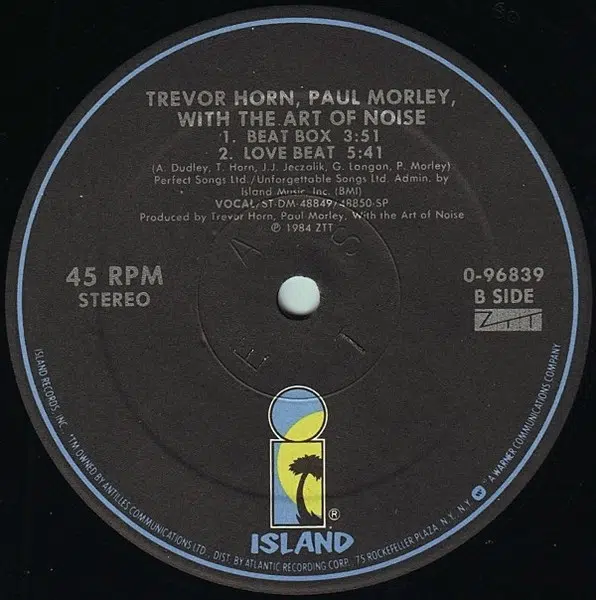 TREVOR HORN, PAUL MORLEY,
WITH THE ART OF NOISE
1. BEAT BOX 3:51
2. LOVE BEAT 5:41
(A. Dudley, T. Horn, J.J. Jeczalik, G. Langan, P. Morley)
Perfect Songs Ltd./Unforgettable Songs Ltd. Admin. by
Island Music, Inc. (BMI)
VOCAL/ST-DM-48849/48850-SP
Produced by Trevor Horn, Paul Morley, With the Art of Noise
℗ 1984 ZTT
45 RPM
STEREO
0-96839
B SIDE
ZTT
®
ISLAND
ISLAND RECORDS, INC. *TM OWNED BY ANTILLES COMMUNICATIONS LTD., DIST. BY ATLANTIC RECORDING CORP., 75 ROCKEFELLER PLAZA, N.Y., N.Y. A WARNER COMMUNICATIONS COMPANY